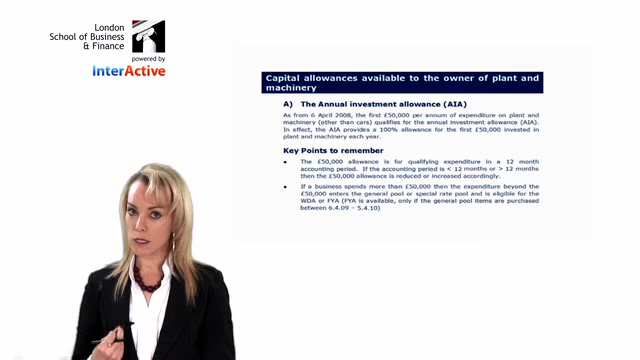 London
School of Business
& Finance
powered by
InterActive
Capital allowances available to the owner of plant and
machinery
A) The Annual investment allowance (AIA)
As from 6 April 2008, the first £50,000 per annum of expenditure on plant and
machinery (other than cars) qualifies for the annual investment allowance (AIA).
In effect, the AIA provides a 100% allowance for the first £50,000 invested in
plant and machinery each year.
Key Points to remember
• The £50,000 allowance is for qualifying expenditure in a 12 month
accounting period. If the accounting period is < 12 months or > 12 months
then the £50,000 allowance is reduced or increased accordingly.
• If a business spends more than £50,000 then the expenditure beyond the
£50,000 enters the general pool or special rate pool and is eligible for the
WDA or FYA (FYA is available, only if the general pool items are purchased
between 6.4.09 – 5.4.10)